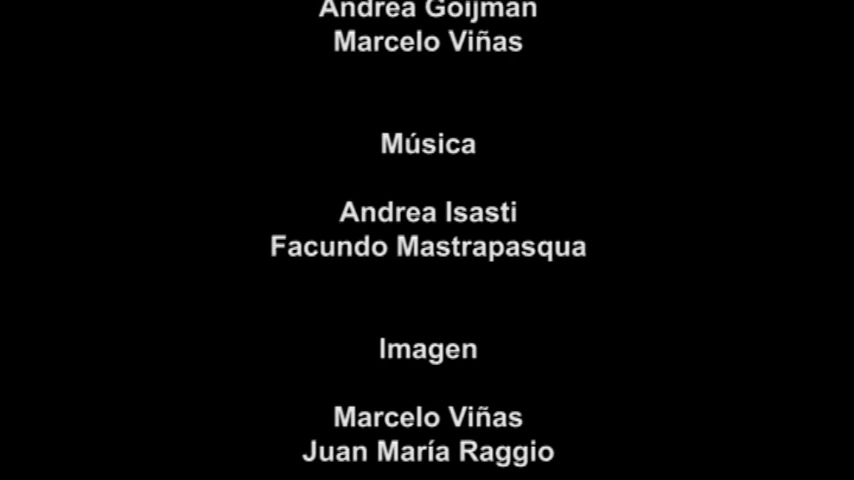 Andrea Goijman
Marcelo Viñas
Música
Andrea Isasti
Facundo Mastrapasqua
Imagen
Marcelo Viñas
Juan María Raggio